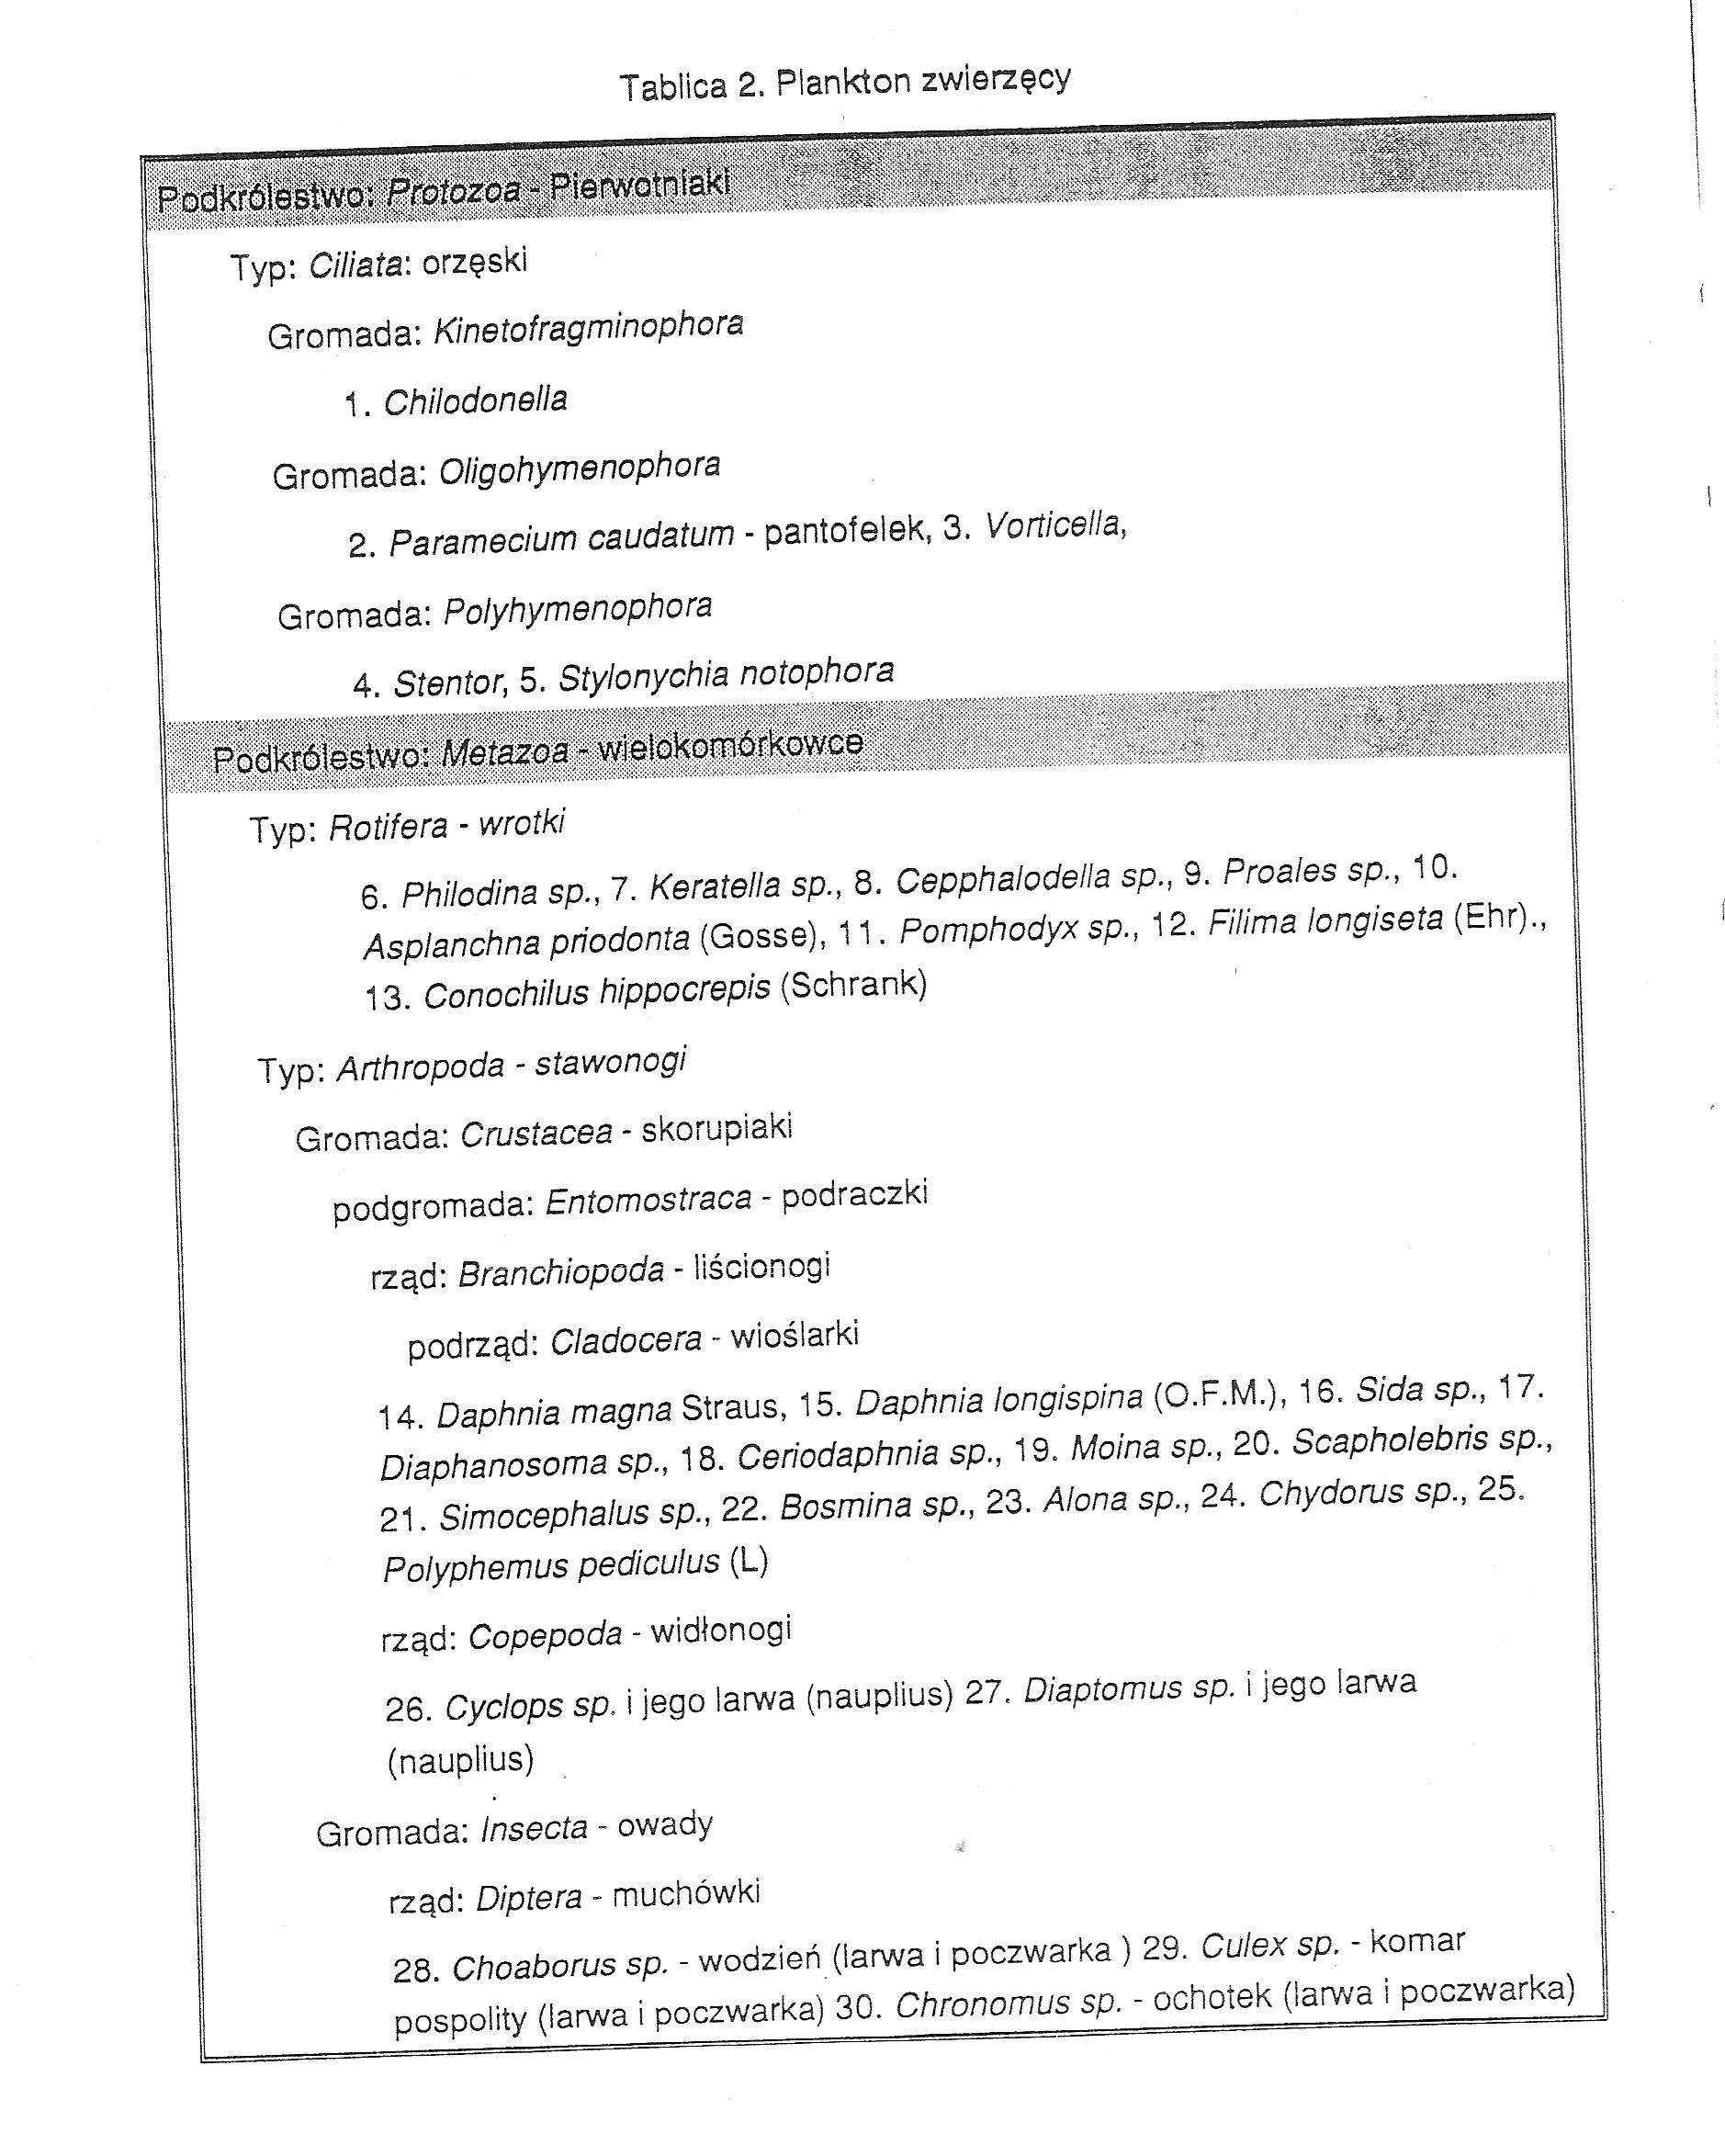 Tablica 2. Plankton zwierzęcy
Podkrólestwo: Protozoa - Pierwotniaki
Typ: Ciliata: orzęski
Gromada: Kinetofragminophora
1. Chilodonella
Gromada: Oligohymenophora
2. Paramecium caudatum - pantofelek, 3. Vorticella,
Gromada: Polyhymenophora
4. Stentor, 5. Stylonychia notophora
Podkrólestwo: Metazoa - wielokomórkowce
Typ: Rotifera - wrotki
6. Philodina sp., 7. Keratella sp., 8. Cepphalodella sp., 9. Proales sp., 10.
Asplanchna priodonta (Gosse), 11. Pomphodyx sp., 12. Filima longiseta (Ehr).,
13. Conochilus hippocrepis (Schrank)
Typ: Arthropoda - stawonogi
Gromada: Crustacea - skorupiaki
podgromada: Entomostraca - podraczki
rząd: Branchiopoda - liścionogi
podrząd: Cladocera - wioślarki
14. Daphnia magna Straus, 15. Daphnia longispina (O.F.M.), 16. Sida sp., 17.
Diaphanosoma sp., 18. Ceriodaphnia sp., 19. Moina sp., 20. Scapholebris sp.,
21. Simocephalus sp., 22. Bosmina sp., 23. Alona sp., 24. Chydorus sp., 25.
Polyphemus pediculus (L)
rząd: Copepoda - widłonogi
26. Cyclops sp. i jego larwa (nauplius) 27. Diaptomus sp. i jego larwa
(nauplius)
Gromada: Insecta - owady
rząd: Diptera - muchówki
28. Choaborus sp. - wodzień (larwa i poczwarka ) 29. Culex sp. - komar
pospolity (larwa i poczwarka) 30. Chronomus sp. - ochotek (larwa i poczwarka)